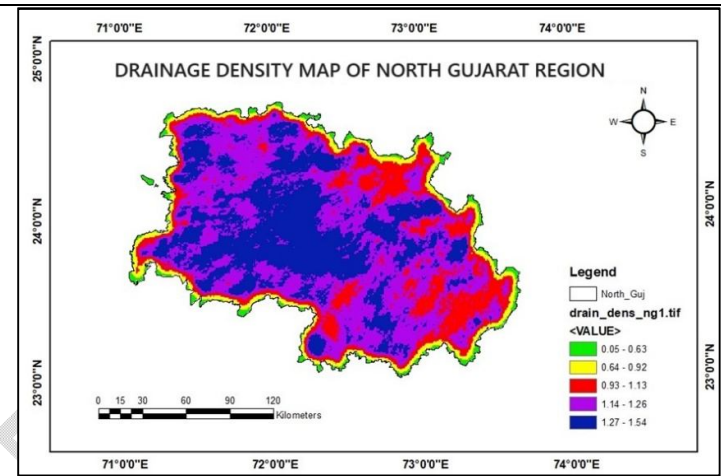 71°0'0"E 72°0'0"E 73°0'0"E 74°0'0"E
25°0'0"N
DRAINAGE DENSITY MAP OF NORTH GUJARAT REGION
N
W E
S
24°0'0"N 24°0'0"N
Legend
North_Guj
drain_dens_ng1.tif
<VALUE>
0.05 - 0.63
0.64 - 0.92
0.93 - 1.13
1.14 - 1.26
1.27 - 1.54
23°0'0"N 23°0'0"N
0 15 30 60 90 120
Kilometers
71°0'0"E 72°0'0"E 73°0'0"E 74°0'0"E